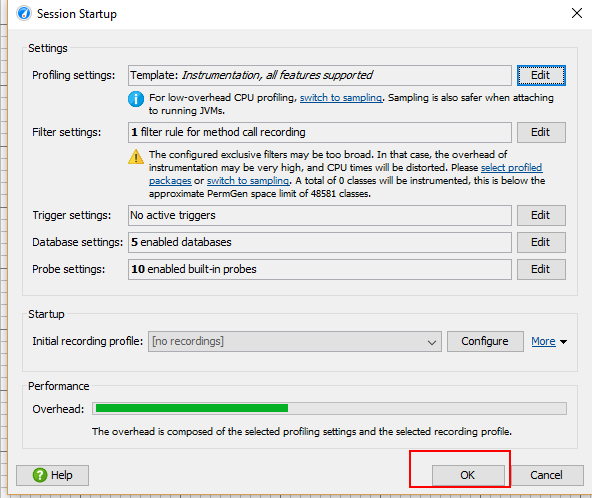 Session Startup
Settings
Profiling settings: Template: Instrumentation, all features supported Edit
For low-overhead CPU profiling, switch to sampling. Sampling is also safer when attaching
to running JVMs.
Filter settings: 1 filter rule for method call recording Edit
The configured exclusive filters may be too broad. In that case, the overhead of
instrumentation may be very high, and CPU times will be distorted. Please select profiled
packages or switch to sampling. A total of 0 classes will be instrumented, this is below the
approximate PermGen space limit of 48581 classes.
Trigger settings: No active triggers Edit
Database settings: 5 enabled databases Edit
Probe settings: 10 enabled built-in probes Edit
Startup
Initial recording profile: [no recordings] Configure More
Performance
Overhead:
The overhead is composed of the selected profiling settings and the selected recording profile.
Help OK Cancel